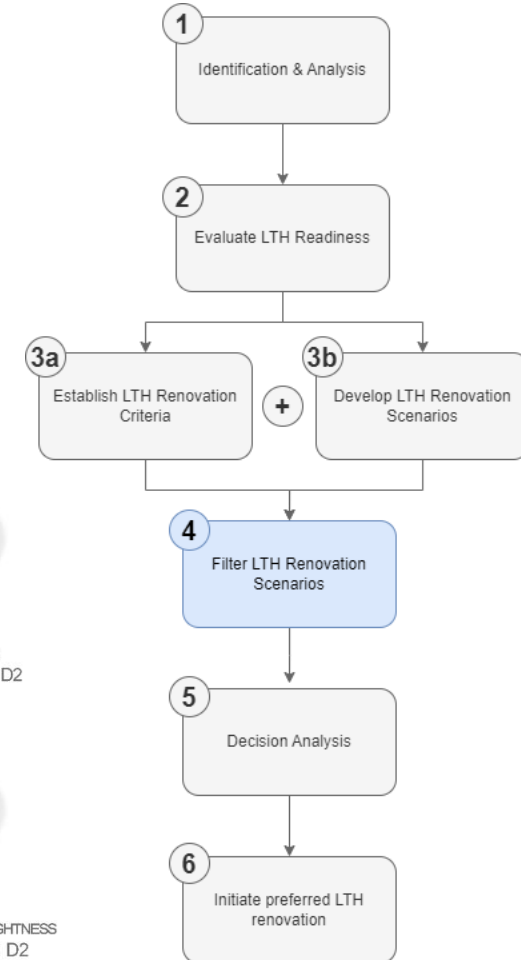 1
Identification & Analysis
2
Evaluate LTH Readiness
3a
Establish LTH Renovation
Criteria
+
3b
Develop LTH Renovation
Scenarios
4
Filter LTH Renovation
Scenarios
D2
5
Decision Analysis
6
Initiate preferred LTH
renovation
GHTNESS
D2